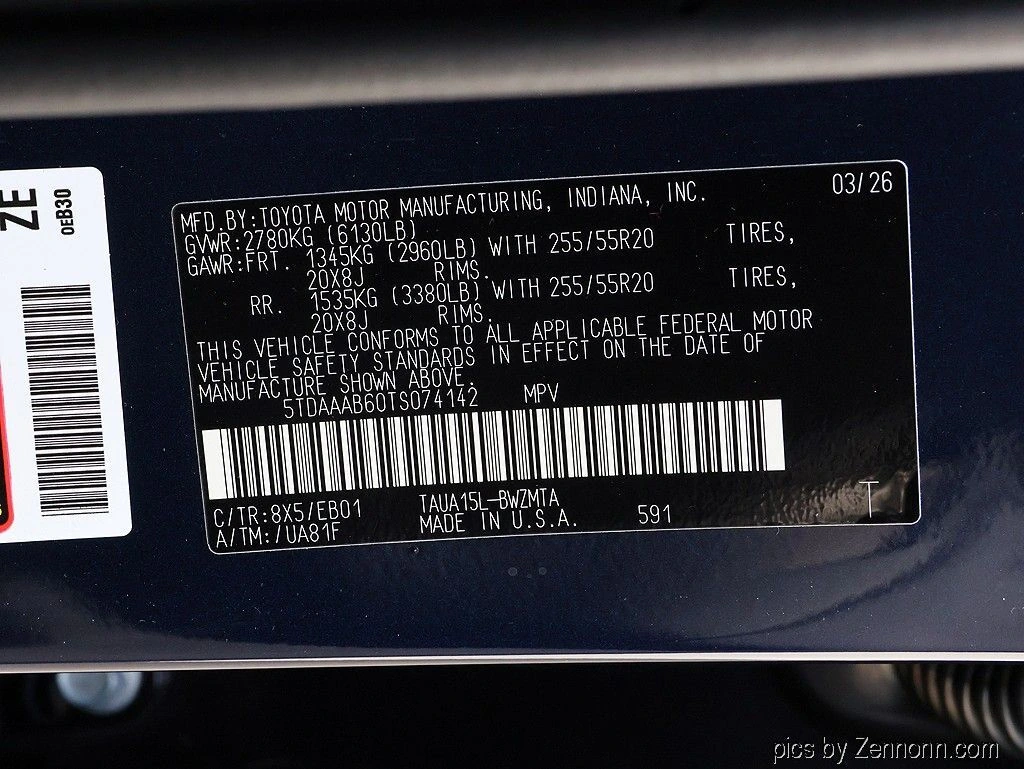 ZE
OEB30
MFD.BY:TOYOTA MOTOR MANUFACTURING, INDIANA, INC. 03/26
GVWR:2780KG (6130LB)
GAWR:FRT. 1345KG (2960LB) WITH 255/55R20 TIRES,
20X8J RIMS.
RR. 1535KG (3380LB) WITH 255/55R20 TIRES,
20X8J RIMS.
THIS VEHICLE CONFORMS TO ALL APPLICABLE FEDERAL MOTOR
VEHICLE SAFETY STANDARDS IN EFFECT ON THE DATE OF
MANUFACTURE SHOWN ABOVE.
5TDAAAB60TS074142 MPV
C/TR:8X5/EB01 TAUA15L-BWZMTA
A/TM:/UA81F MADE IN U.S.A. 591 T
pics by Zennonn.com